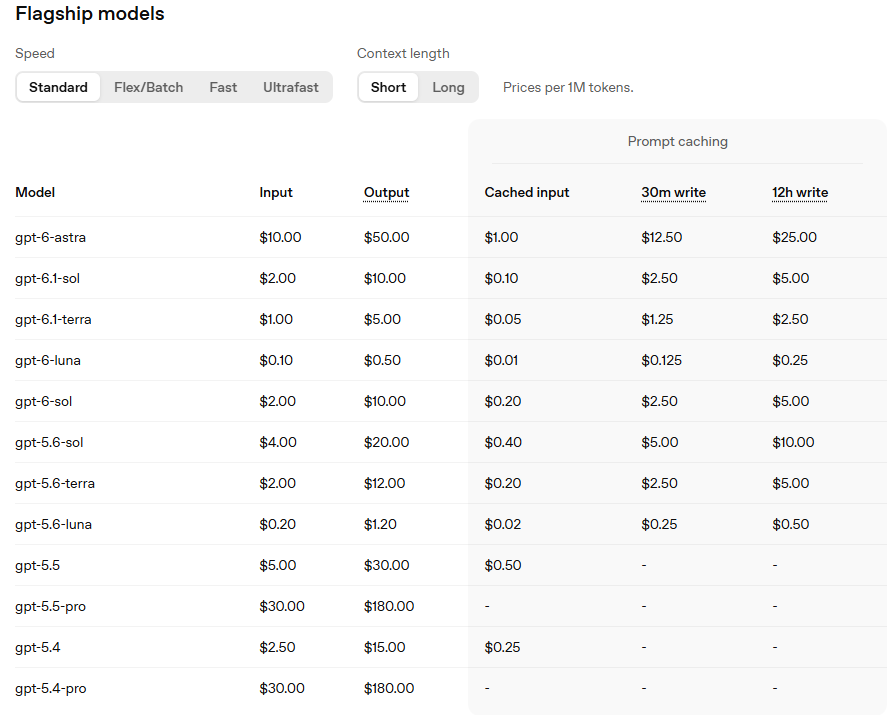 Flagship models
Speed Context length
Standard Flex/Batch Fast Ultrafast Short Long Prices per 1M tokens.
Prompt caching
Model Input Output Cached input 30m write 12h write
gpt-6-astra $10.00 $50.00 $1.00 $12.50 $25.00
gpt-6.1-sol $2.00 $10.00 $0.10 $2.50 $5.00
gpt-6.1-terra $1.00 $5.00 $0.05 $1.25 $2.50
gpt-6-luna $0.10 $0.50 $0.01 $0.125 $0.25
gpt-6-sol $2.00 $10.00 $0.20 $2.50 $5.00
gpt-5.6-sol $4.00 $20.00 $0.40 $5.00 $10.00
gpt-5.6-terra $2.00 $12.00 $0.20 $2.50 $5.00
gpt-5.6-luna $0.20 $1.20 $0.02 $0.25 $0.50
gpt-5.5 $5.00 $30.00 $0.50 - -
gpt-5.5-pro $30.00 $180.00 - - -
gpt-5.4 $2.50 $15.00 $0.25 - -
gpt-5.4-pro $30.00 $180.00 - - -